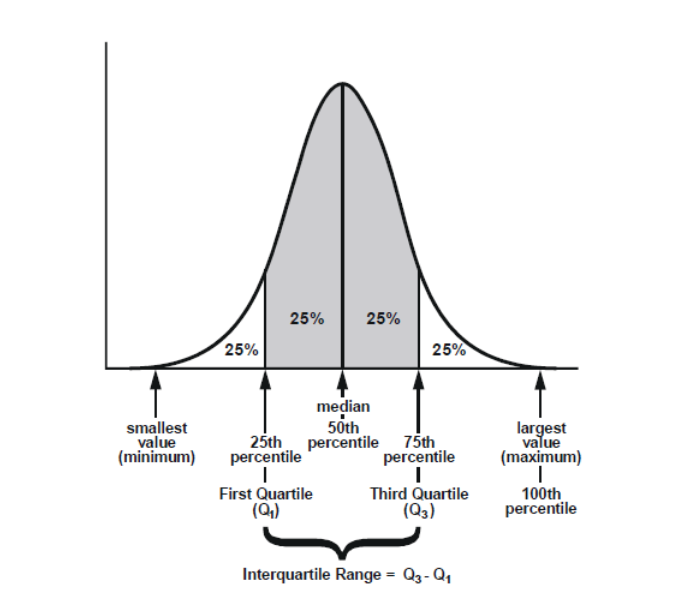 25%
25%
25%
25%
smallest
value
(minimum)
25th
percentile
First Quartile
(Q1)
median
50th
percentile
75th
percentile
Third Quartile
(Q3)
largest
value
(maximum)
100th
percentile
Interquartile Range = Q3 - Q1